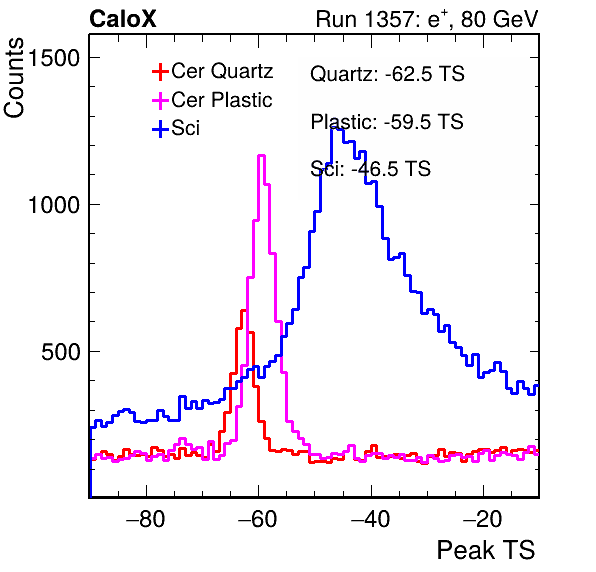 CaloX Run 1357: e⁺, 80 GeV
Counts
1500
1000
500
Cer Quartz
Cer Plastic
Sci
Quartz: -62.5 TS
Plastic: -59.5 TS
Sci: -46.5 TS
−80 −60 −40 −20
Peak TS